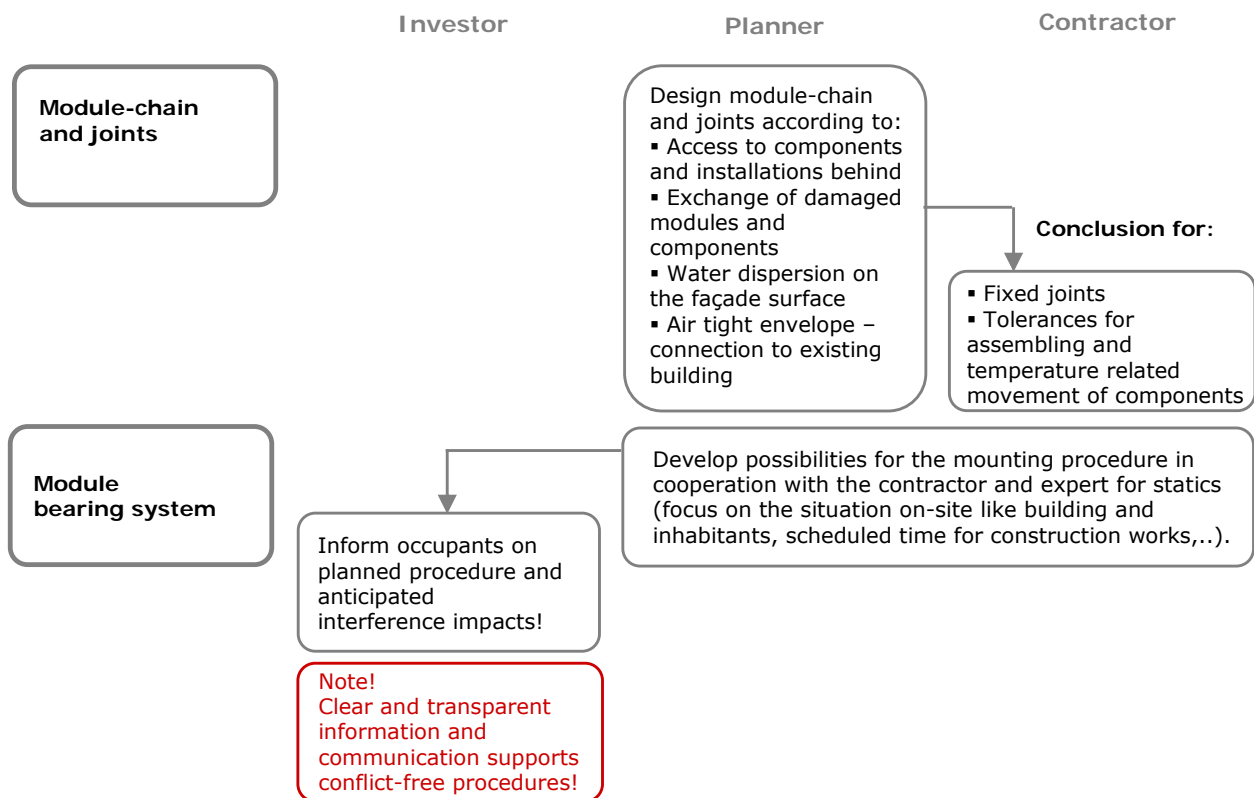 Investor
Planner
Contractor
Module-chain
and joints
Design module-chain
and joints according to:
▪ Access to components
and installations behind
▪ Exchange of damaged
modules and
components
▪ Water dispersion on
the façade surface
▪ Air tight envelope –
connection to existing
building
Conclusion for:
▪ Fixed joints
▪ Tolerances for
assembling and
temperature related
movement of components
Module
bearing system
Develop possibilities for the mounting procedure in
cooperation with the contractor and expert for statics
(focus on the situation on-site like building and
inhabitants, scheduled time for construction works,..).
Inform occupants on
planned procedure and
anticipated
interference impacts!
Note!
Clear and transparent
information and
communication supports
conflict-free procedures!